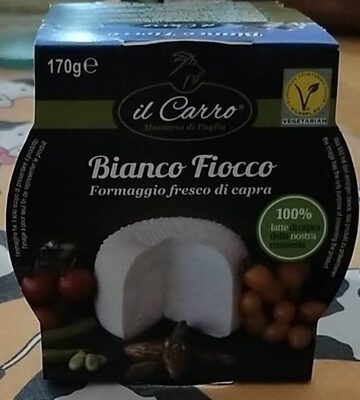 170g℮
il Carro®
Masseria di Puglia
VEGETARIAN
Bianco Fiocco
Formaggio fresco di capra
100%
latte di capra
della nostra
masseria